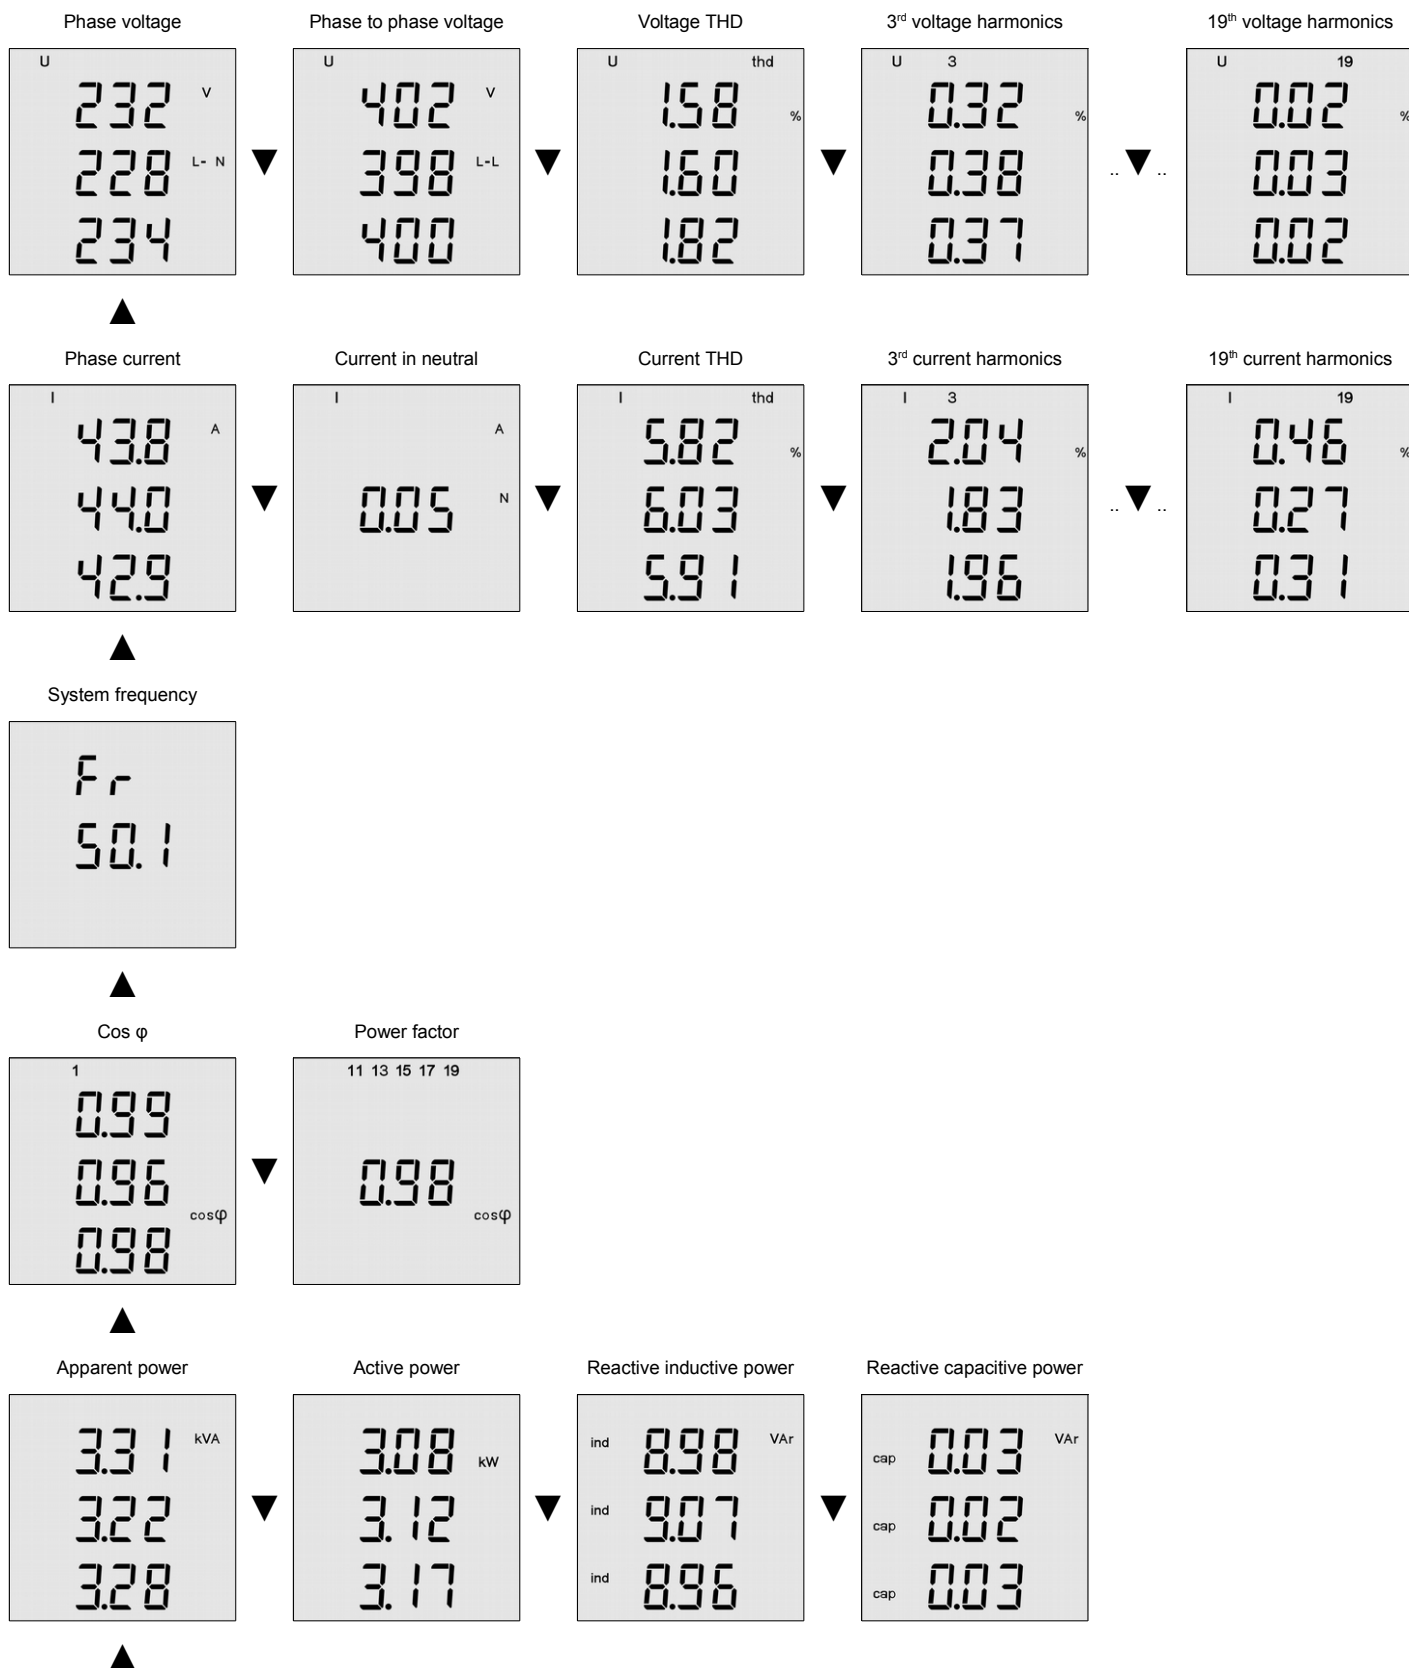 Phase voltage
Phase to phase voltage
Voltage THD
3rd voltage harmonics
19th voltage harmonics
U
232 V
228 L- N
234
U
402 V
398 L-L
400
U thd
1.58 %
1.60
1.82
U 3
0.32 %
0.38
0.37
U 19
0.02 %
0.03
0.02
.. ..
Phase current
Current in neutral
Current THD
3rd current harmonics
19th current harmonics
I
43.8 A
44.0
42.9
I
A
0.05 N
I thd
5.82 %
6.03
5.91
I 3
2.04 %
1.83
1.96
I 19
0.46 %
0.27
0.31
.. ..
System frequency
Fr
50.1
Cos φ
Power factor
1
0.99
0.96
cosφ
0.98
11 13 15 17 19
0.98
cosφ
Apparent power
Active power
Reactive inductive power
Reactive capacitive power
3.31 kVA
3.22
3.28
3.08 kW
3.12
3.17
ind 8.98 VAr
ind 9.07
ind 8.96
cap 0.03 VAr
cap 0.02
cap 0.03